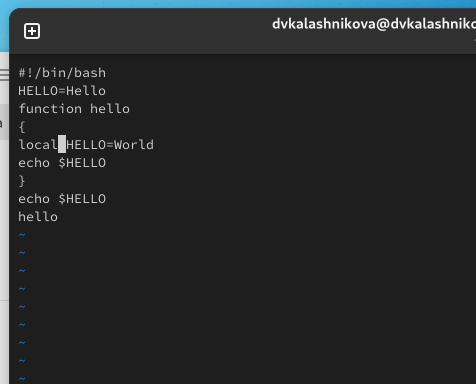 dvkalashnikova@dvkalashniko
#!/bin/bash
HELLO=Hello
function hello
{
local HELLO=World
echo $HELLO
}
echo $HELLO
hello
~
~
~
~
~
~
~
~
~